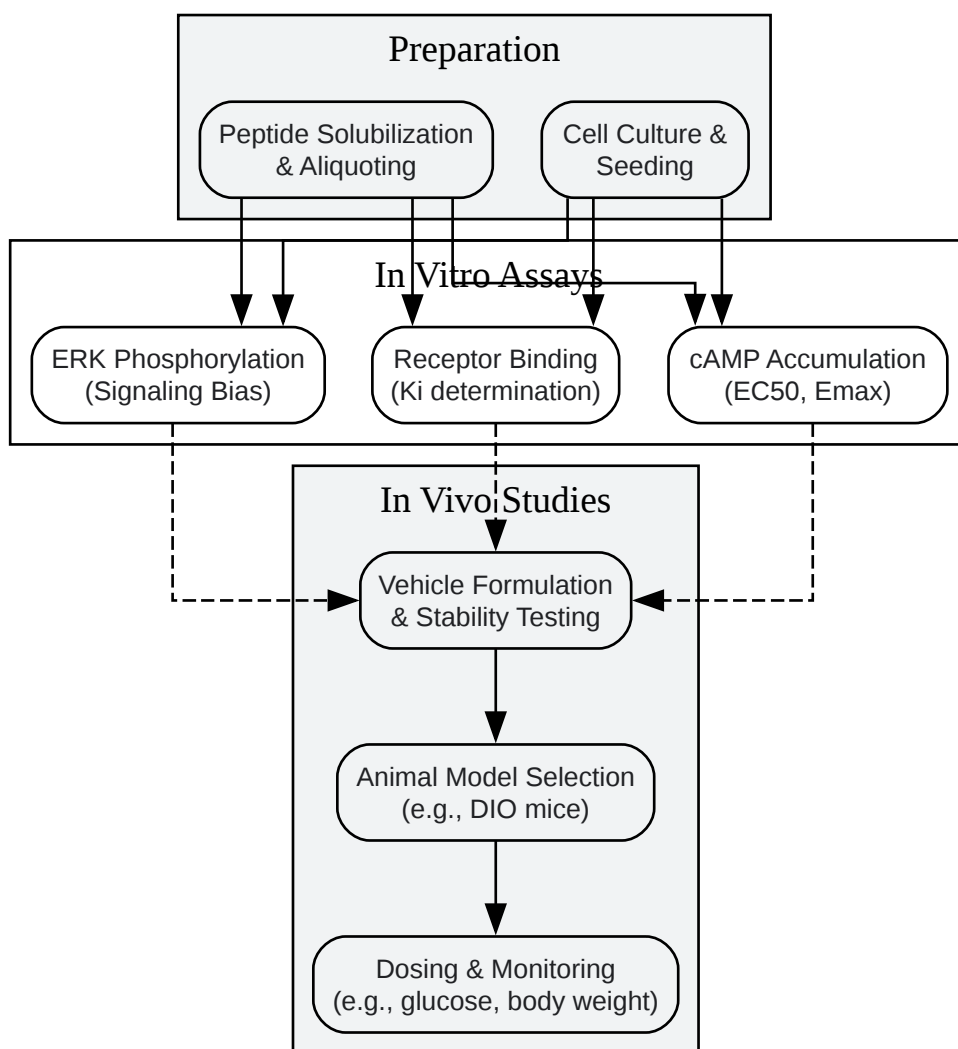 Preparation
Peptide Solubilization
& Aliquoting
Cell Culture &
Seeding
In Vitro Assays
ERK Phosphorylation
(Signaling Bias)
Receptor Binding
(Ki determination)
cAMP Accumulation
(EC50, Emax)
In Vivo Studies
Vehicle Formulation
& Stability Testing
Animal Model Selection
(e.g., DIO mice)
Dosing & Monitoring
(e.g., glucose, body weight)